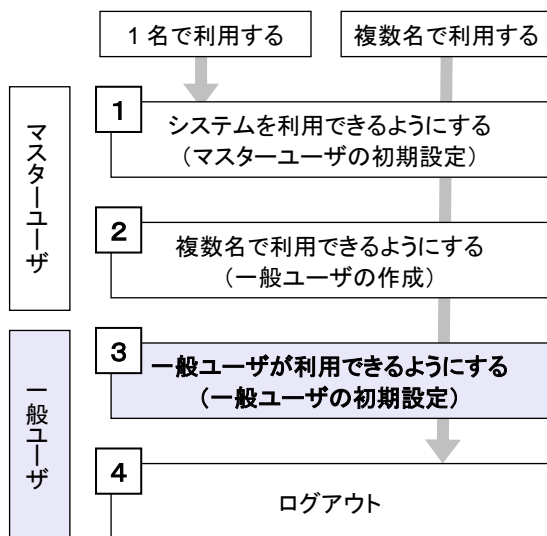 1 名で利用する
複数名で利用する
マスターユーザ
1
システムを利用できるようにする
（マスターユーザの初期設定）
2
複数名で利用できるようにする
（一般ユーザの作成）
一般ユーザ
3
一般ユーザが利用できるようにする
（一般ユーザの初期設定）
4
ログアウト